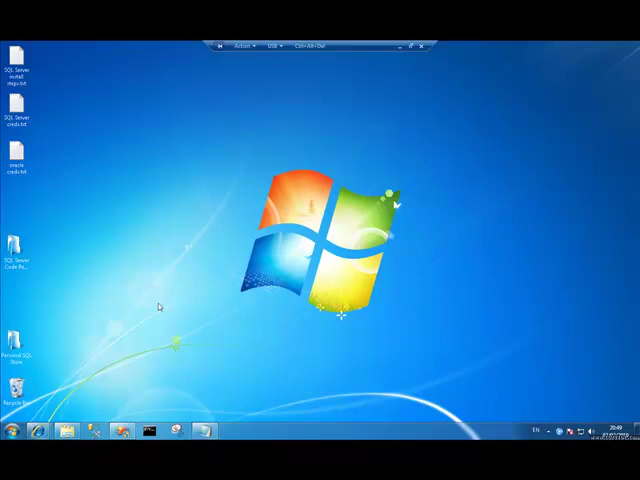 Action
USB
Ctrl+Alt+Del
SQL Server
install
steps.txt
SQL Server
creds.txt
oracle
creds.txt
SQL Server
Code Re...
Personal SQL
Store
Recycle Bin
EN
20:49